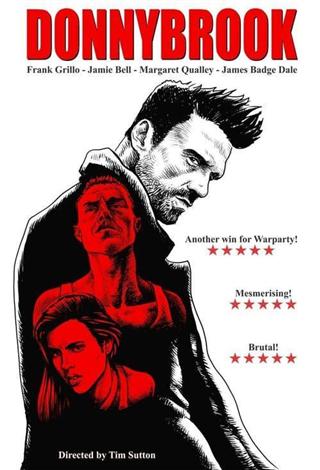 DONNYBROOK
Frank Grillo - Jamie Bell - Margaret Qualley - James Badge Dale
Another win for Warparty!
★★★★★
Mesmerising!
★★★★★
Brutal!
★★★★★
Directed by Tim Sutton